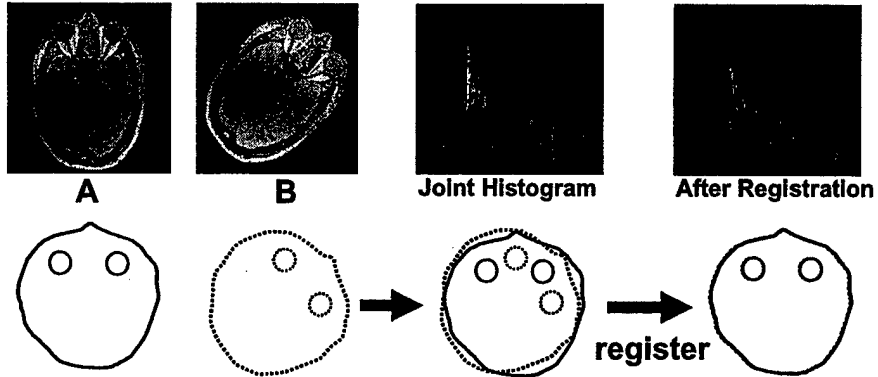 A
B
Joint Histogram
After Registration
register